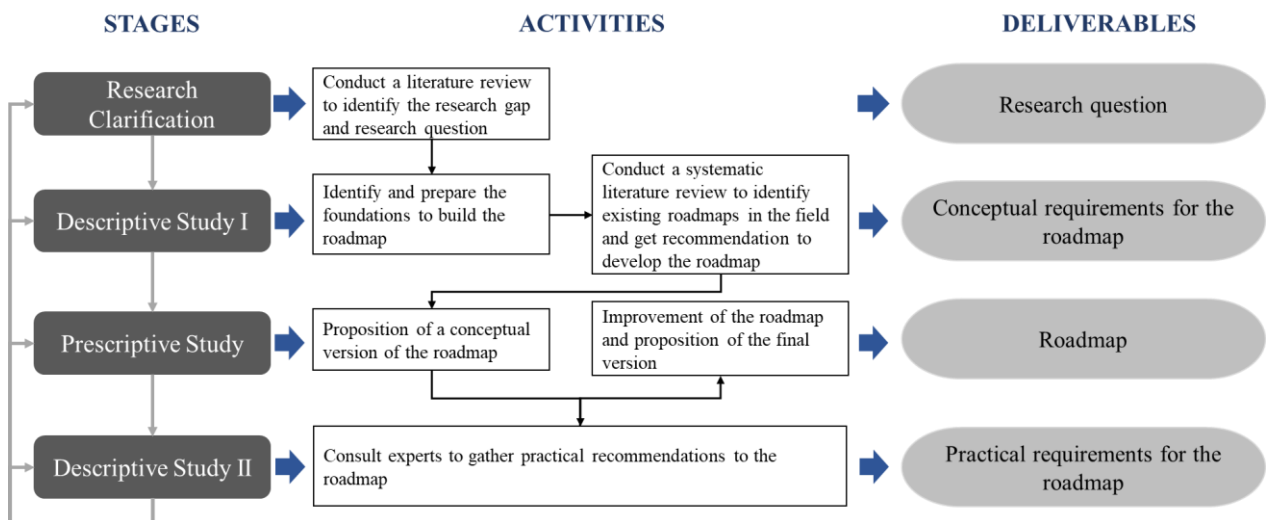 STAGES
ACTIVITIES
DELIVERABLES
Research
Clarification
Conduct a literature review
to identify the research gap
and research question
Research question
Descriptive Study I
Identify and prepare the
foundations to build the
roadmap
Conduct a systematic
literature review to identify
existing roadmaps in the field
and get recommendation to
develop the roadmap
Conceptual requirements for the
roadmap
Prescriptive Study
Proposition of a conceptual
version of the roadmap
Improvement of the roadmap
and proposition of the final
version
Roadmap
Descriptive Study II
Consult experts to gather practical recommendations to the
roadmap
Practical requirements for the
roadmap